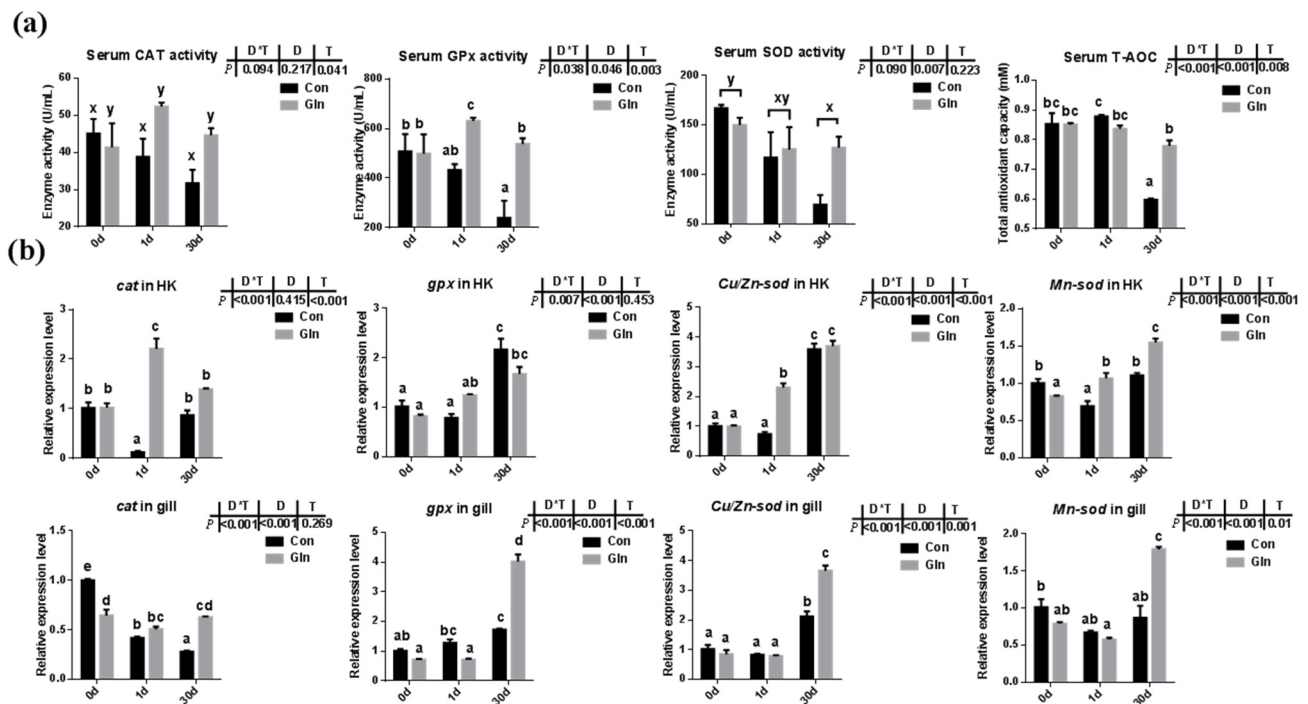 (a)
Serum CAT activity
D*T D T
P 0.094 0.217 0.041
Con
Gln
Enzyme activity (U/mL)
60
50
40
30
20
x y x y x y
0d 1d 30d
Serum GPx activity
D*T D T
P 0.038 0.046 0.003
Con
Gln
Enzyme activity (U/mL)
800
600
400
200
b b ab c a b
0d 1d 30d
Serum SOD activity
D*T D T
P 0.090 0.007 0.223
Con
Gln
Enzyme activity (U/mL)
200
150
100
50
y xy x
0d 1d 30d
Serum T-AOC
D*T D T
P <0.001 <0.001 0.008
Con
Gln
Total antioxidant capacity (mM)
1.0
0.9
0.8
0.7
0.6
0.5
bc bc c bc a b
0d 1d 30d
(b)
cat in HK
D*T D T
P <0.001 0.415 <0.001
Con
Gln
Relative expression level
3
2
1
0
b b a c b b
0d 1d 30d
gpx in HK
D*T D T
P 0.007 <0.001 0.453
Con
Gln
Relative expression level
3
2
1
0
a a a ab c bc
0d 1d 30d
Cu/Zn-sod in HK
D*T D T
P <0.001 <0.001 <0.001
Con
Gln
Relative expression level
5
4
3
2
1
0
a a a b c c
0d 1d 30d
Mn-sod in HK
D*T D T
P <0.001 <0.001 <0.001
Con
Gln
Relative expression level
2.0
1.5
1.0
0.5
0.0
b a a b b c
0d 1d 30d
cat in gill
D*T D T
P <0.001 <0.001 0.269
Con
Gln
Relative expression level
1.5
1.0
0.5
0.0
e d b bc a cd
0d 1d 30d
gpx in gill
D*T D T
P <0.001 <0.001 <0.001
Con
Gln
Relative expression level
5
4
3
2
1
0
ab a bc a c d
0d 1d 30d
Cu/Zn-sod in gill
D*T D T
P <0.001 <0.001 0.001
Con
Gln
Relative expression level
5
4
3
2
1
0
a a a a b c
0d 1d 30d
Mn-sod in gill
D*T D T
P <0.001 <0.001 0.01
Con
Gln
Relative expression level
2.0
1.5
1.0
0.5
0.0
b ab ab a ab c
0d 1d 30d